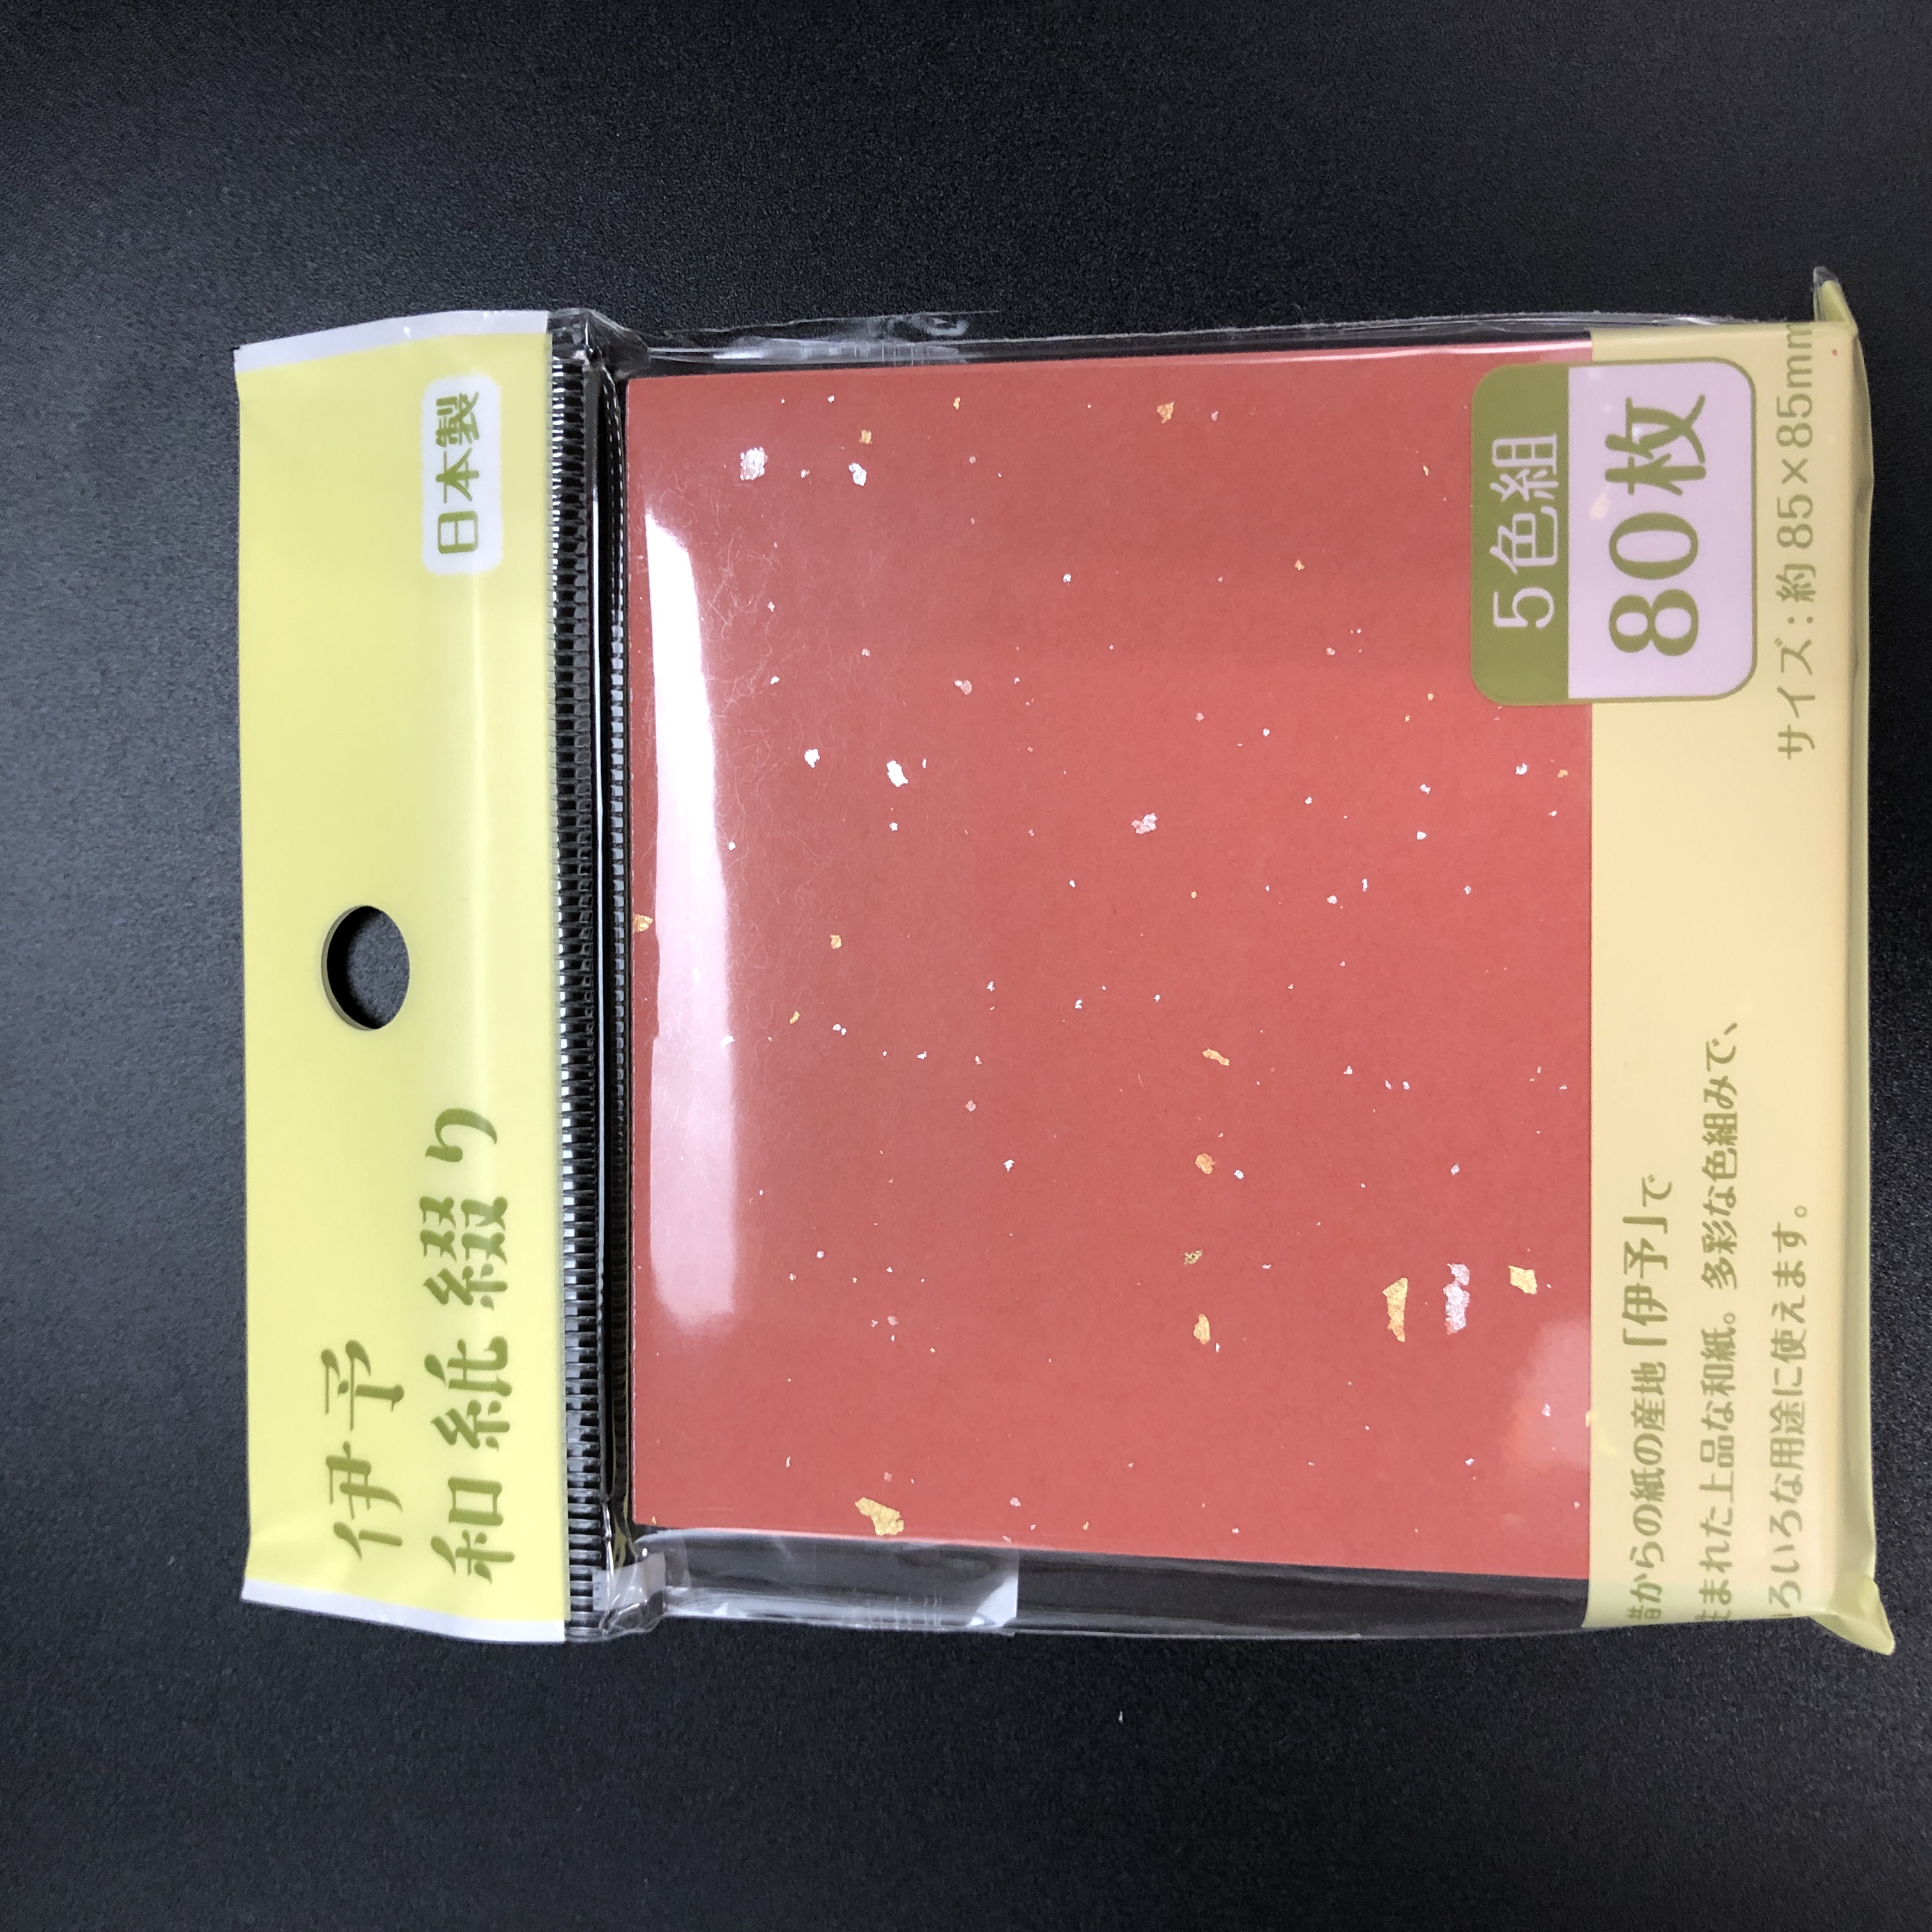 伊予
和紙綴り
日本製
5色組
80枚
昔からの紙の産地「伊予」で
生まれた上品な和紙。多彩な色組みで、
いろいろな用途に使えます。
サイズ：約85×85mm